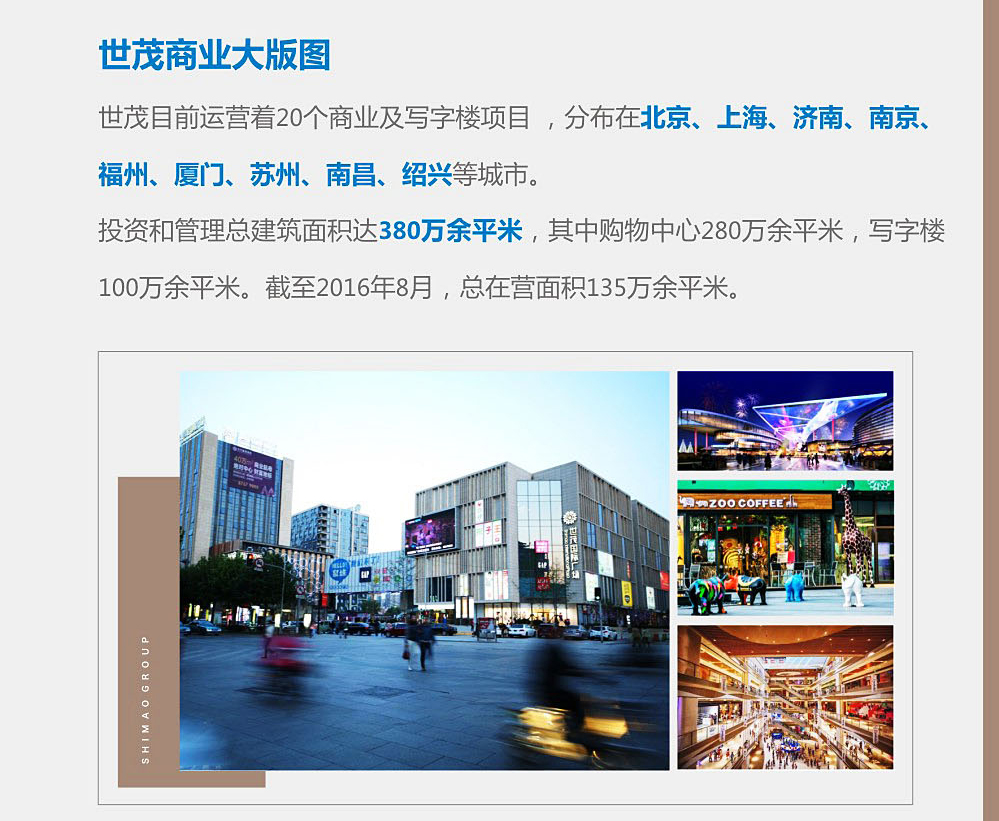 世茂商业大版图
世茂目前运营着20个商业及写字楼项目 ，分布在北京、上海、济南、南京、
福州、厦门、苏州、南昌、绍兴等城市。
投资和管理总建筑面积达380万余平米，其中购物中心280万余平米，写字楼
100万余平米。截至2016年8月，总在营面积135万余平米。
SHIMAO GROUP
世茂国际广场
GAP
ZOO COFFEE